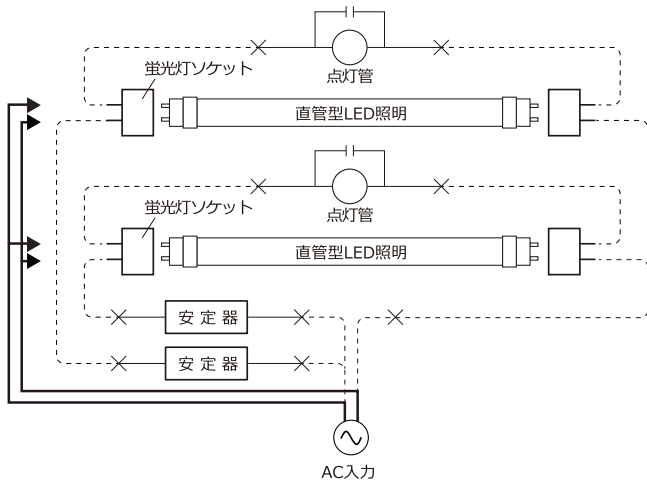 点灯管
蛍光灯ソケット
直管型LED照明
点灯管
蛍光灯ソケット
直管型LED照明
安定器
安定器
AC入力